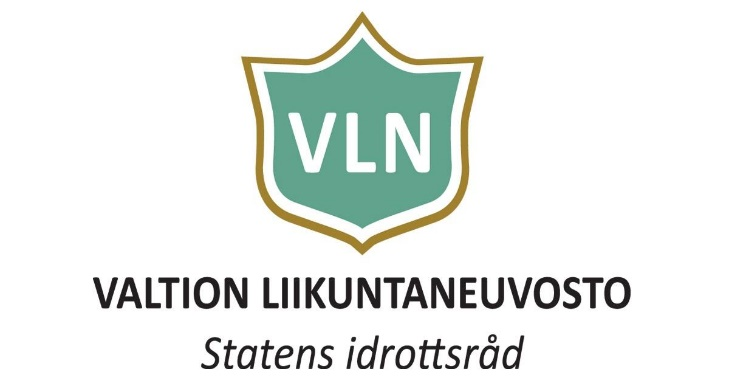 VLN
VALTION LIIKUNTANEUVOSTO
Statens idrottsråd